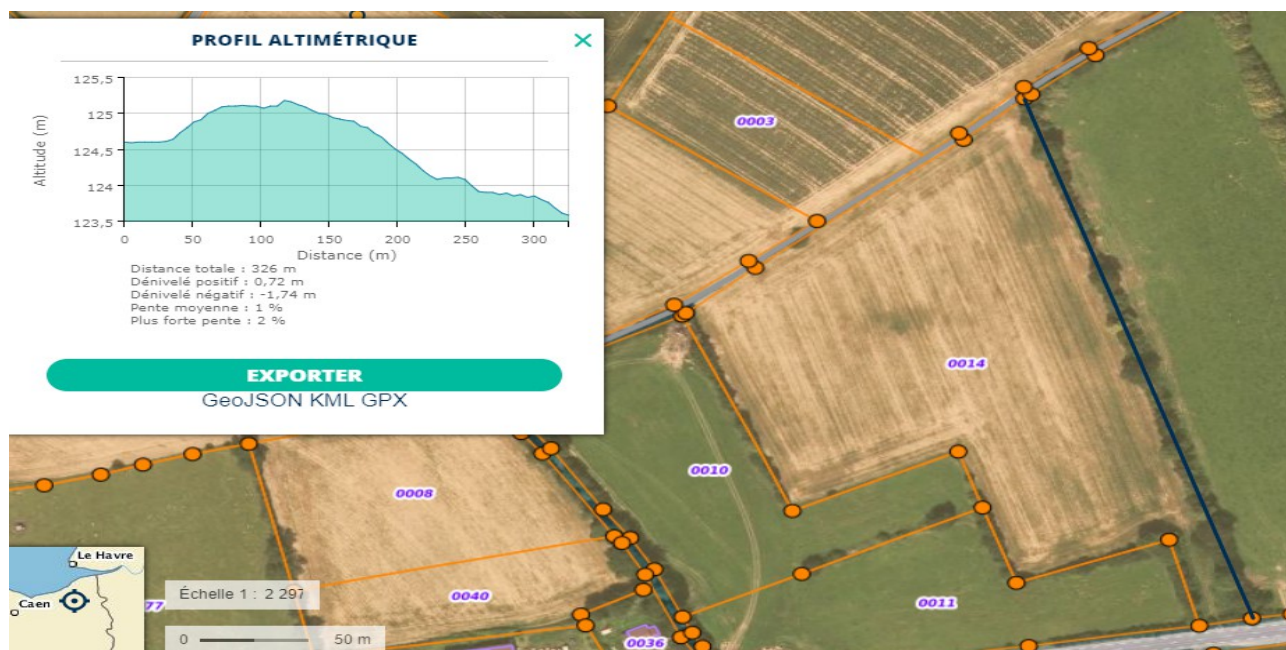 PROFIL ALTIMÉTRIQUE
125,5
125
124,5
124
123,5
Altitude (m)
0 50 100 150 200 250 300
Distance (m)
Distance totale : 326 m
Dénivelé positif : 0,72 m
Dénivelé négatif : -1,74 m
Pente moyenne : 1 %
Plus forte pente : 2 %
EXPORTER
GeoJSON KML GPX
0003
0014
0010
0008
0011
0040
0036
77
Le Havre
Caen
Échelle 1 : 2 297
0 50 m